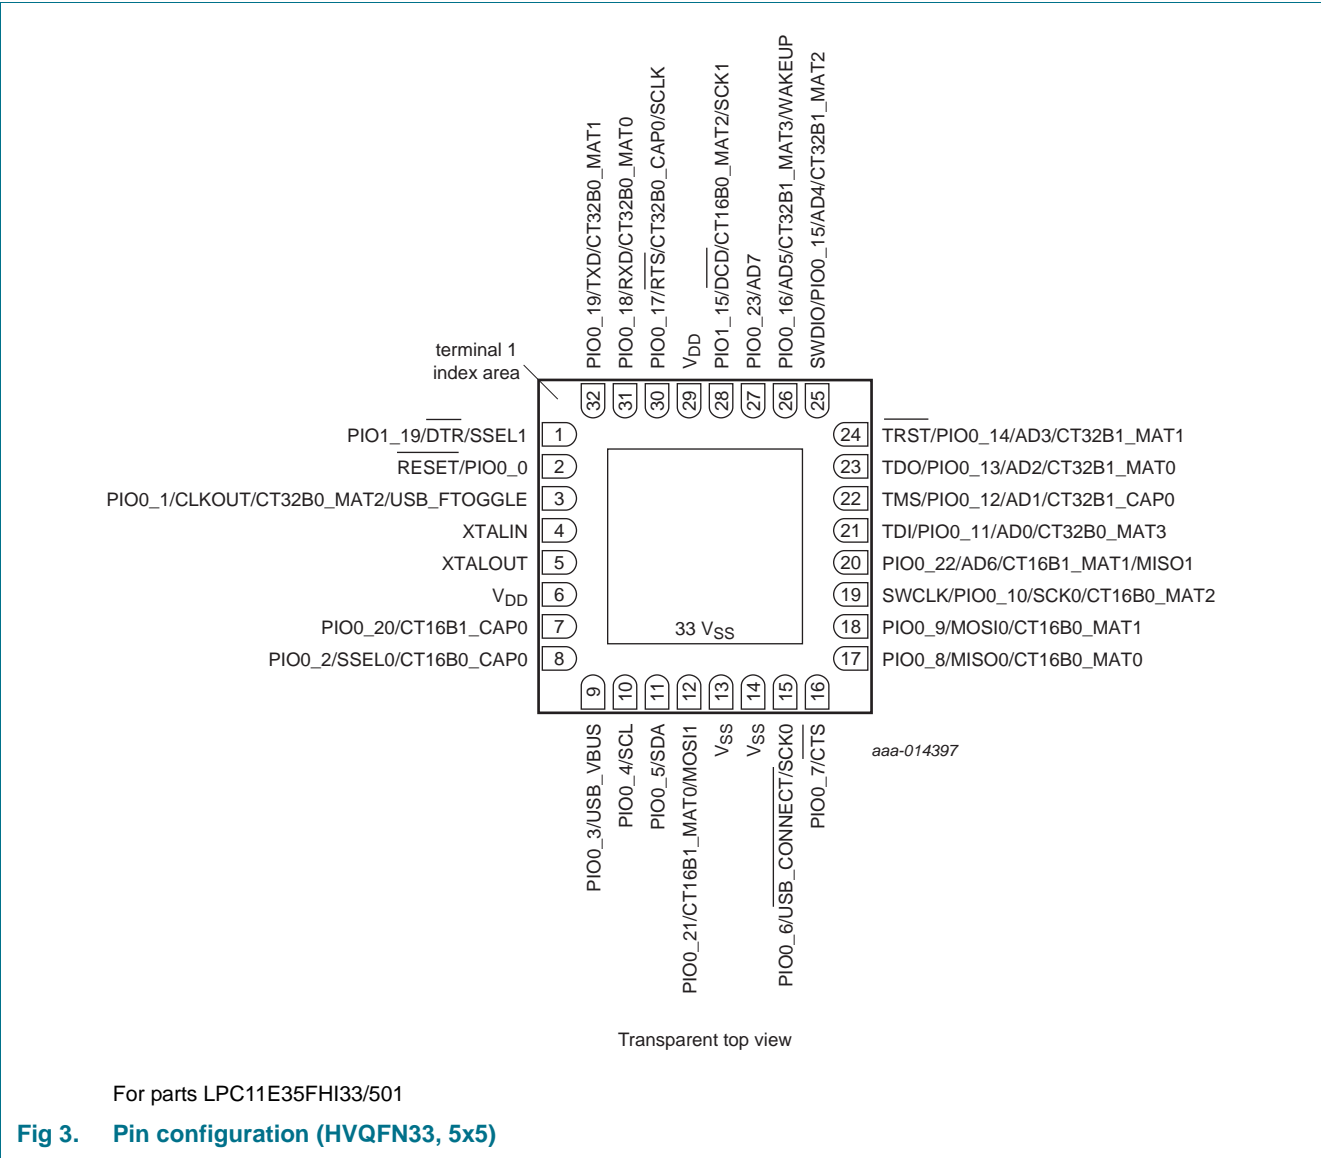 PIO0_19/TXD/CT32B0_MAT1
PIO0_18/RXD/CT32B0_MAT0
PIO0_17/RTS/CT32B0_CAP0/SCLK
VDD
PIO1_15/DCD/CT16B0_MAT2/SCK1
PIO0_23/AD7
PIO0_16/AD5/CT32B1_MAT3/WAKEUP
SWDIO/PIO0_15/AD4/CT32B1_MAT2
terminal 1
index area
32 31 30 29 28 27 26 25
PIO1_19/DTR/SSEL1 1
RESET/PIO0_0 2
PIO0_1/CLKOUT/CT32B0_MAT2/USB_FTOGGLE 3
XTALIN 4
XTALOUT 5
VDD 6
PIO0_20/CT16B1_CAP0 7
PIO0_2/SSEL0/CT16B0_CAP0 8
24 TRST/PIO0_14/AD3/CT32B1_MAT1
23 TDO/PIO0_13/AD2/CT32B1_MAT0
22 TMS/PIO0_12/AD1/CT32B1_CAP0
21 TDI/PIO0_11/AD0/CT32B0_MAT3
20 PIO0_22/AD6/CT16B1_MAT1/MISO1
19 SWCLK/PIO0_10/SCK0/CT16B0_MAT2
18 PIO0_9/MOSI0/CT16B0_MAT1
17 PIO0_8/MISO0/CT16B0_MAT0
33 VSS
9 10 11 12 13 14 15 16
PIO0_3/USB_VBUS
PIO0_4/SCL
PIO0_5/SDA
PIO0_21/CT16B1_MAT0/MOSI1
VSS
VSS
PIO0_6/USB_CONNECT/SCK0
PIO0_7/CTS
aaa-014397
Transparent top view
For parts LPC11E35FHI33/501
Fig 3. Pin configuration (HVQFN33, 5x5)